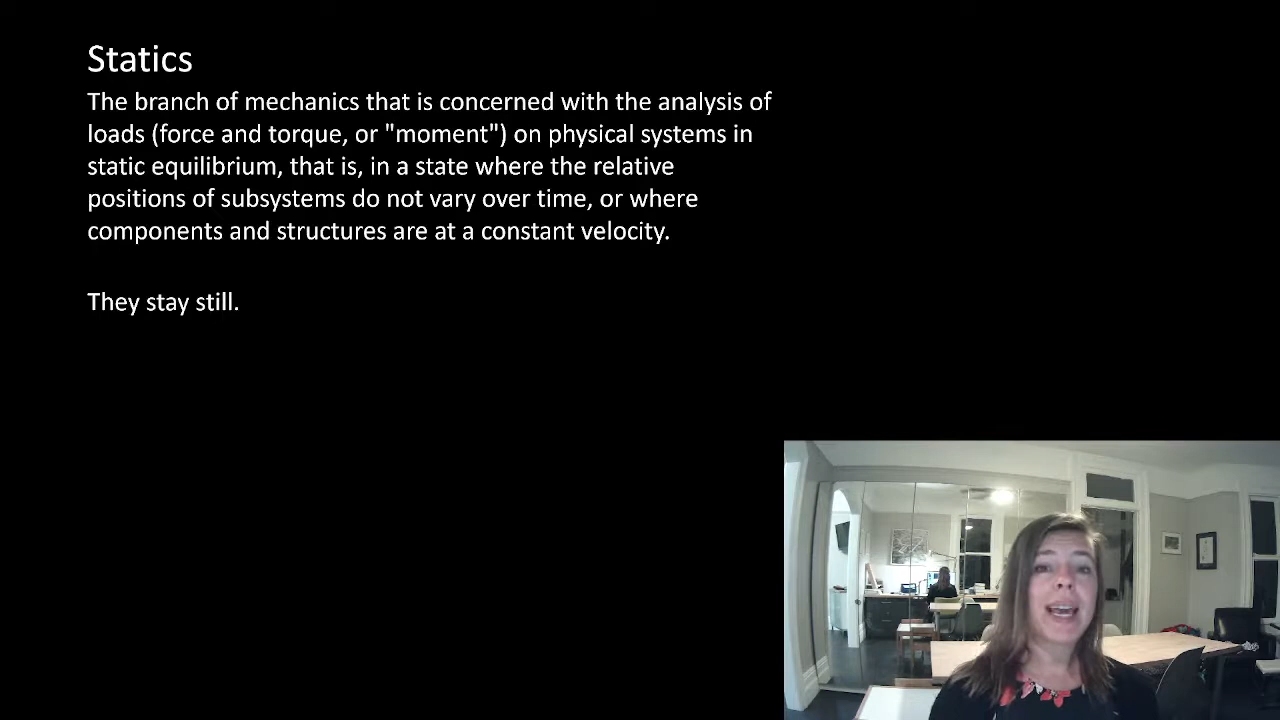 Statics
The branch of mechanics that is concerned with the analysis of
loads (force and torque, or "moment") on physical systems in
static equilibrium, that is, in a state where the relative
positions of subsystems do not vary over time, or where
components and structures are at a constant velocity.
They stay still.